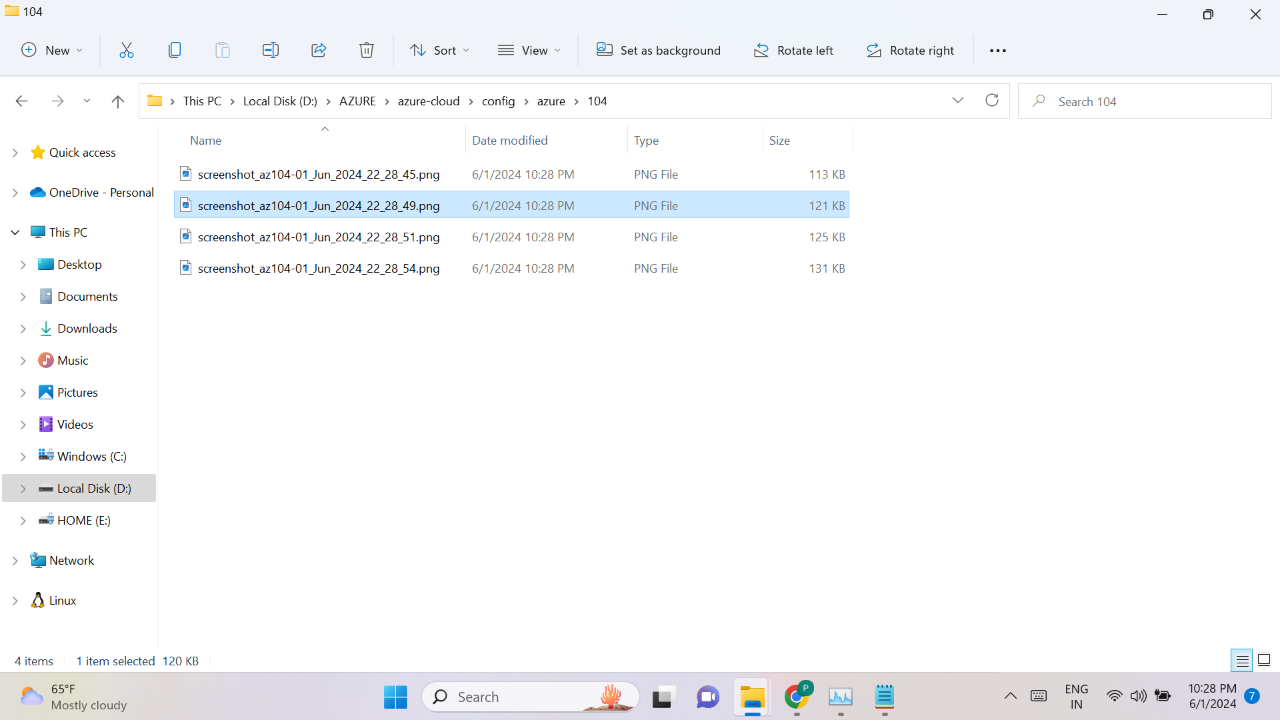 104
New Sort View Set as background Rotate left Rotate right
This PC Local Disk (D:) AZURE azure-cloud config azure 104 Search 104
Name Date modified Type Size
Quick access
OneDrive - Personal
This PC
Desktop
Documents
Downloads
Music
Pictures
Videos
Windows (C:)
Local Disk (D:)
HOME (E:)
Network
Linux
screenshot_az104-01_Jun_2024_22_28_45.png 6/1/2024 10:28 PM PNG File 113 KB
screenshot_az104-01_Jun_2024_22_28_49.png 6/1/2024 10:28 PM PNG File 121 KB
screenshot_az104-01_Jun_2024_22_28_51.png 6/1/2024 10:28 PM PNG File 125 KB
screenshot_az104-01_Jun_2024_22_28_54.png 6/1/2024 10:28 PM PNG File 131 KB
4 items 1 item selected 120 KB
65°F
Mostly cloudy
Search
P
ENG
IN
10:28 PM
6/1/2024
7